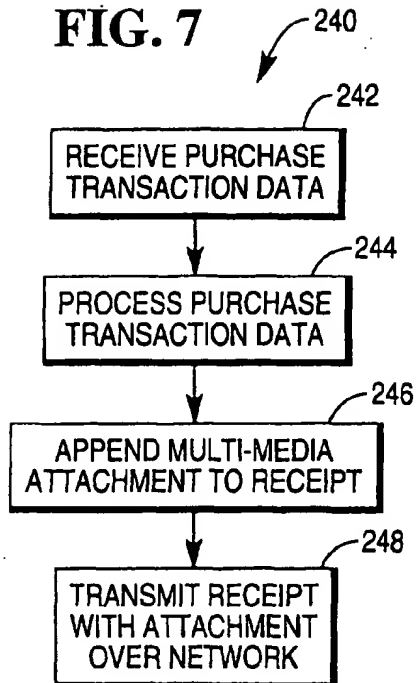 FIG. 7
240
242
RECEIVE PURCHASE
TRANSACTION DATA
244
PROCESS PURCHASE
TRANSACTION DATA
246
APPEND MULTI-MEDIA
ATTACHMENT TO RECEIPT
248
TRANSMIT RECEIPT
WITH ATTACHMENT
OVER NETWORK